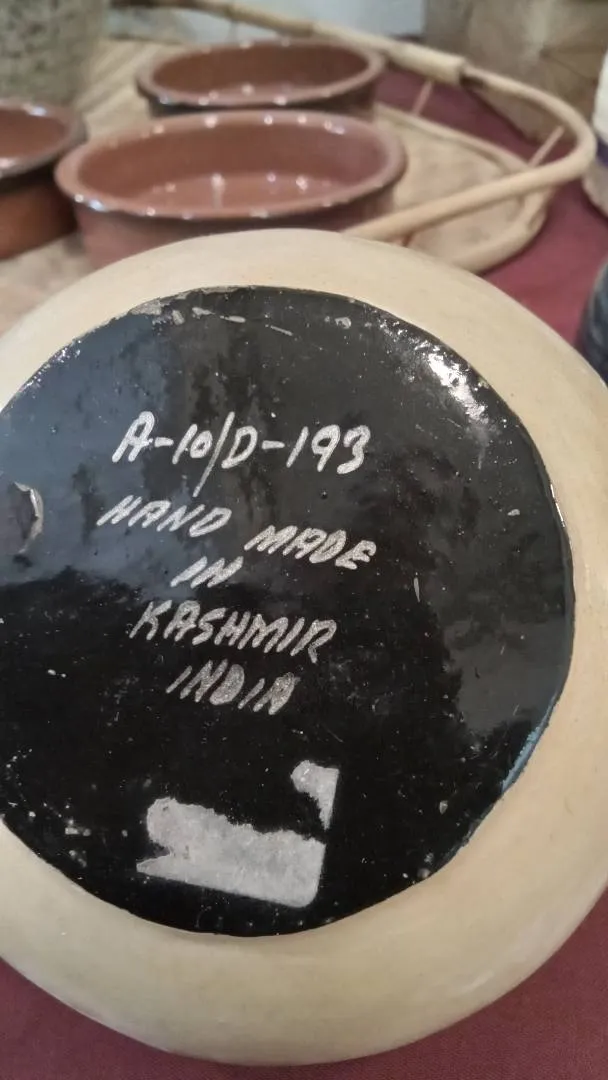 A-10/D-193
HAND MADE
IN
KASHMIR
INDIA